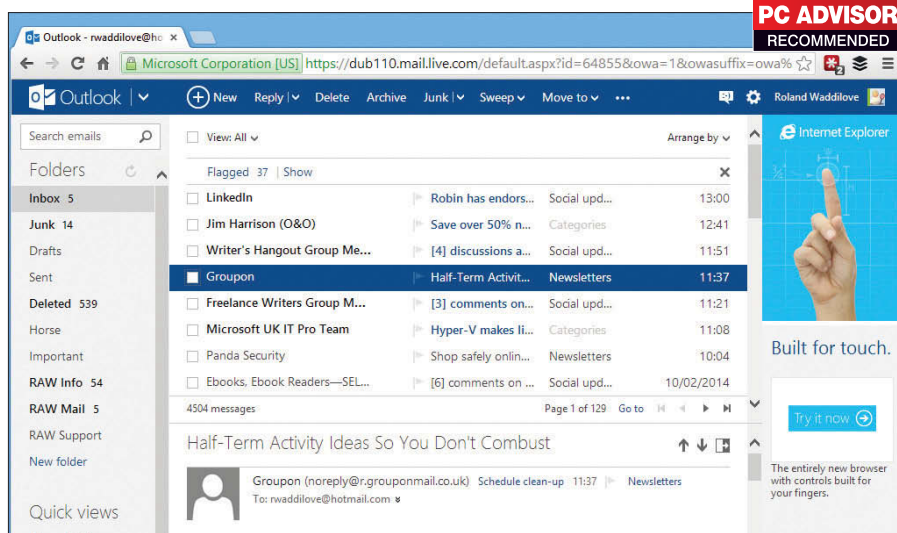 PC ADVISOR
RECOMMENDED
Outlook - rwaddilove@ho
Microsoft Corporation [US] https://dub110.mail.live.com/default.aspx?id=64855&owa=1&owasuffix=owa%
2
Outlook
New Reply Delete Archive Junk Sweep Move to ••• Roland Waddilove
Search emails
Folders
Inbox 5
Junk 14
Drafts
Sent
Deleted 539
Horse
Important
RAW Info 54
RAW Mail 5
RAW Support
New folder
Quick views
View: All Arrange by
Flagged 37 | Show
LinkedIn Robin has endors... Social upd... 13:00
Jim Harrison (O&O) Save over 50% n... Categories 12:41
Writer's Hangout Group Me... [4] discussions a... Social upd... 11:51
Groupon Half-Term Activit... Newsletters 11:37
Freelance Writers Group M... [3] comments on... Social upd... 11:21
Microsoft UK IT Pro Team Hyper-V makes li... Categories 11:08
Panda Security Shop safely onlin... Newsletters 10:04
Ebooks, Ebook Readers—SEL... [6] comments on ... Social upd... 10/02/2014
4504 messages Page 1 of 129 Go to
Half-Term Activity Ideas So You Don't Combust
Groupon (noreply@r.grouponmail.co.uk) Schedule clean-up 11:37 Newsletters
To: rwaddilove@hotmail.com
Internet Explorer
Built for touch.
Try it now
The entirely new browser
with controls built for
your fingers.